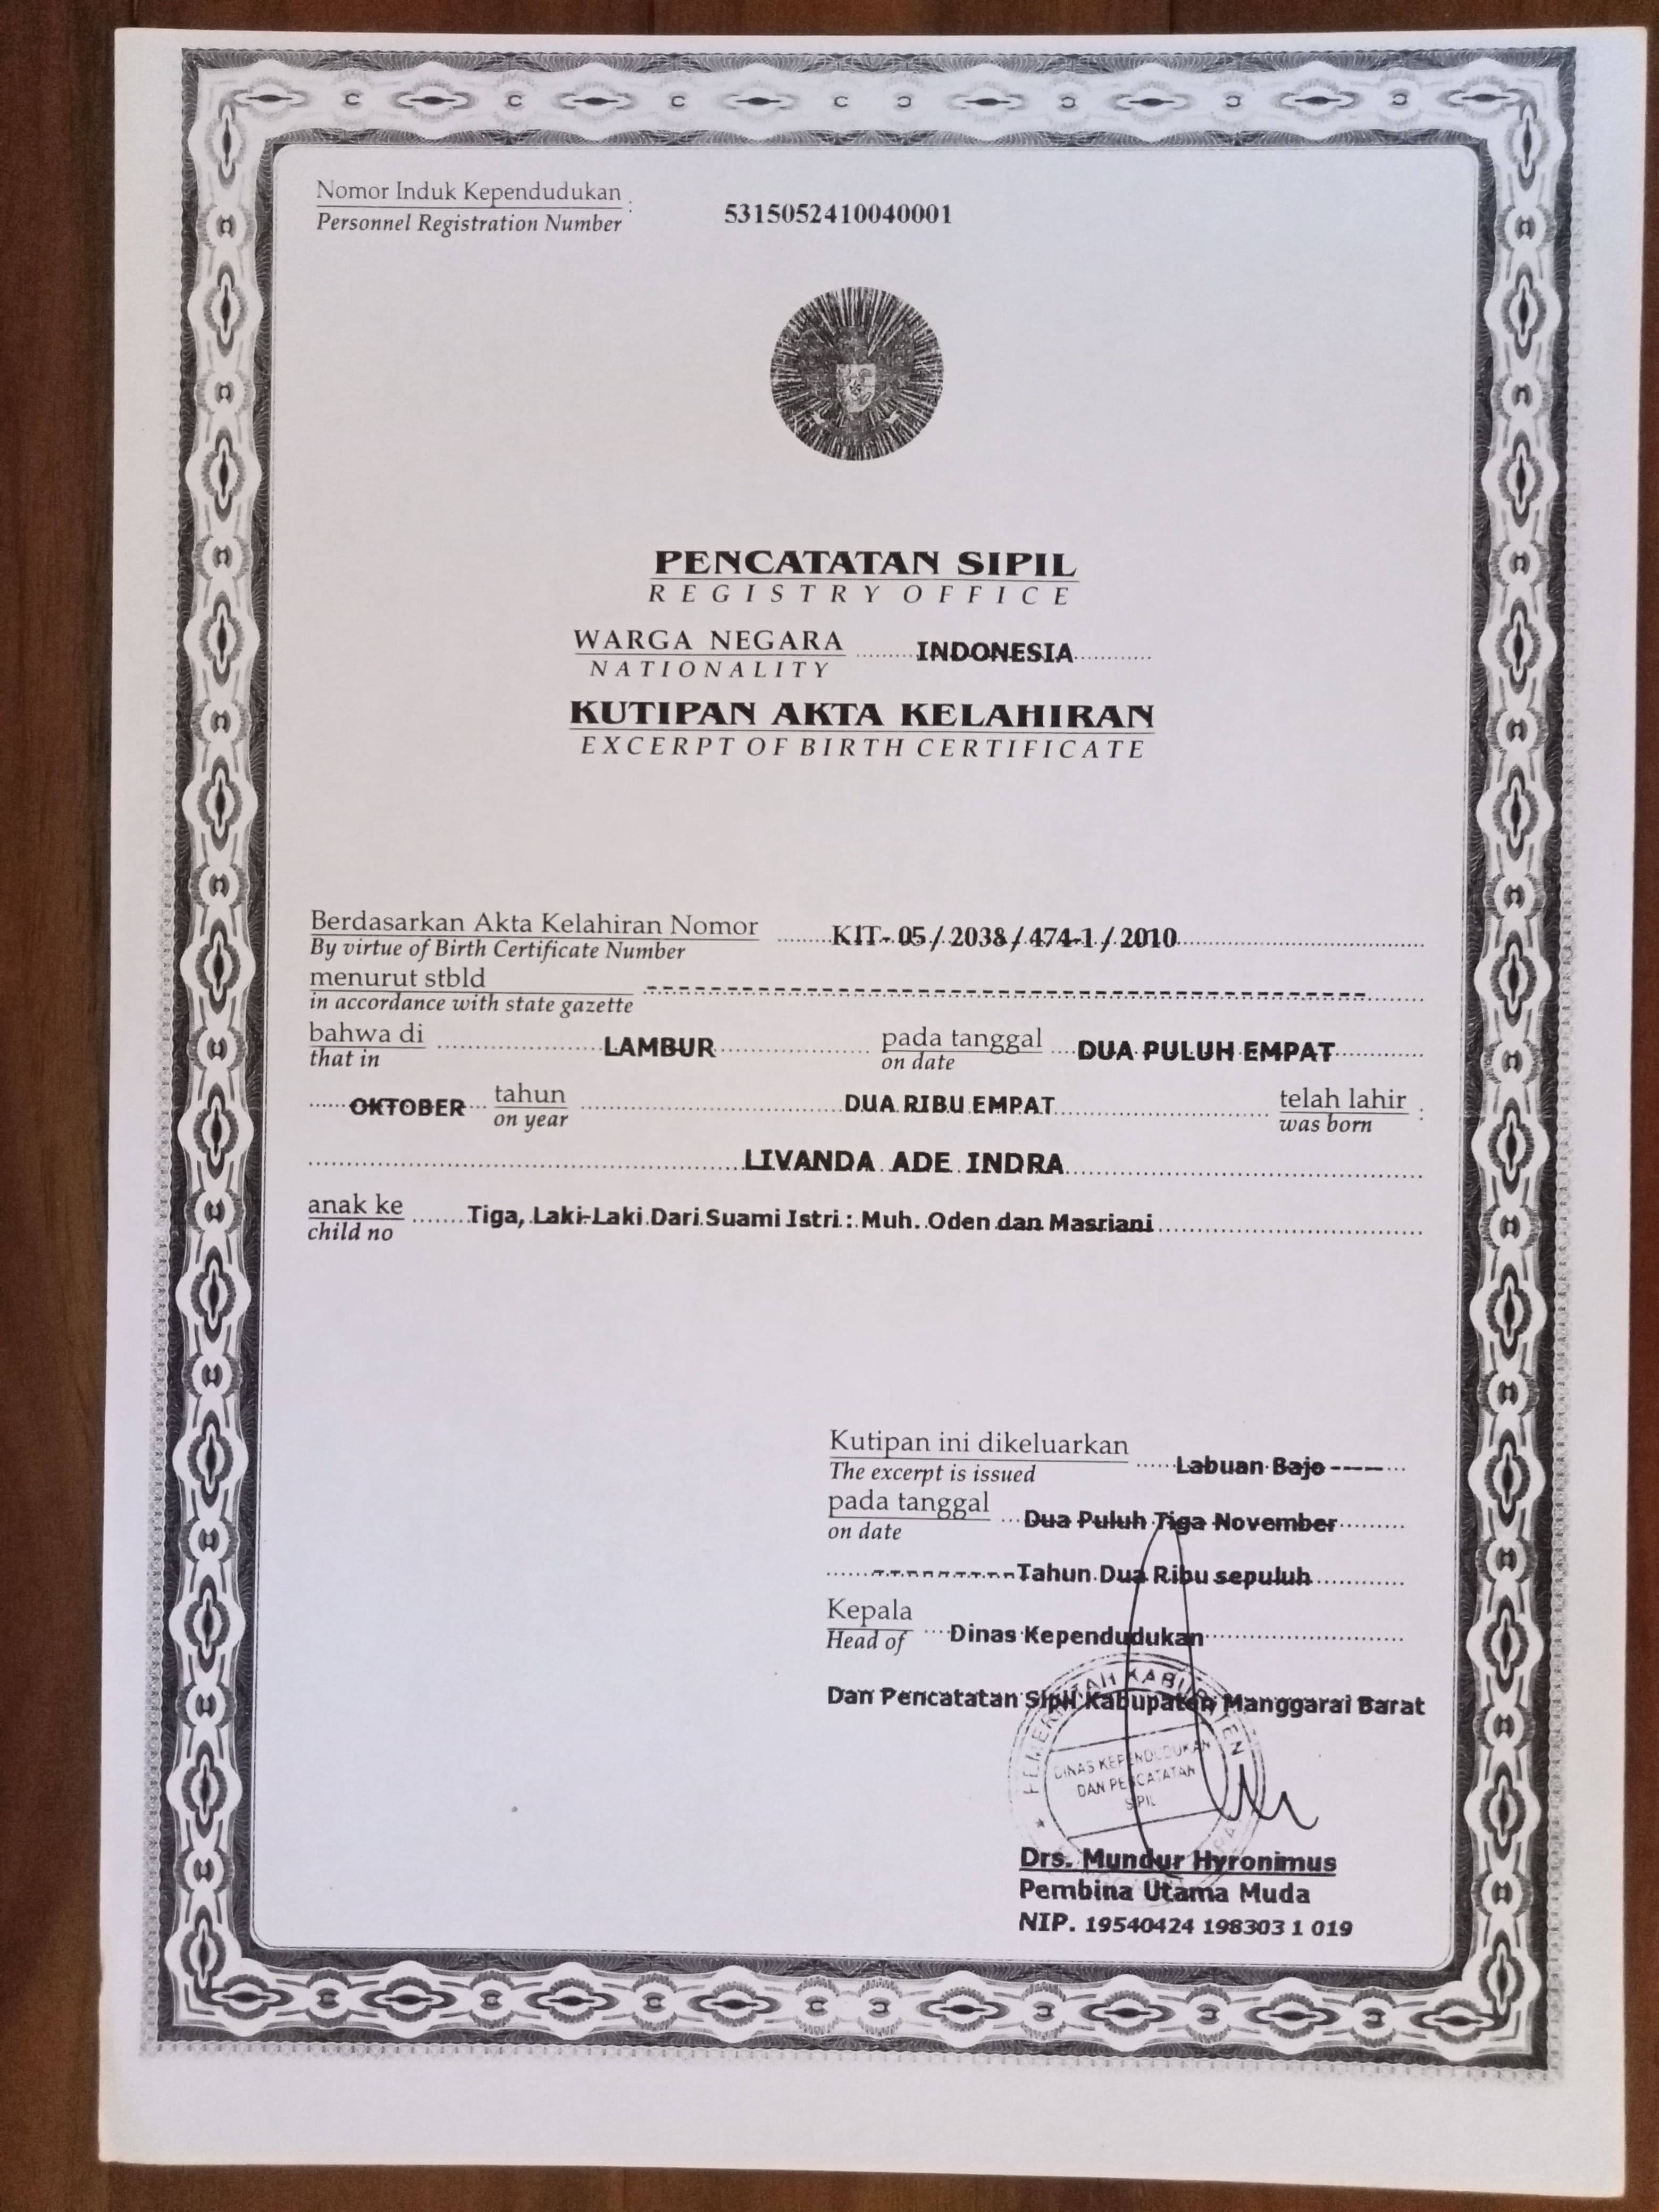 Nomor Induk Kependudukan :
Personnel Registration Number
5315052410040001
PENCATATAN SIPIL
REGISTRY OFFICE
WARGA NEGARA INDONESIA
NATIONALITY
KUTIPAN AKTA KELAHIRAN
EXCERPT OF BIRTH CERTIFICATE
Berdasarkan Akta Kelahiran Nomor KIT-05/2038/474-1/2010
By virtue of Birth Certificate Number
menurut stbld
in accordance with state gazette
bahwa di LAMBUR pada tanggal DUA PULUH EMPAT
that in on date
OKTOBER tahun DUA RIBU EMPAT telah lahir :
on year was born
LIVANDA ADE INDRA
anak ke Tiga, Laki-Laki Dari Suami Istri : Muh. Oden dan Masriani
child no
Kutipan ini dikeluarkan Labuan Bajo
The excerpt is issued
pada tanggal Dua Puluh Tiga November
on date
Tahun Dua Ribu sepuluh
Kepala Dinas Kependudukan
Head of
Dan Pencatatan Sipil Kabupaten Manggarai Barat
PEMERINTAH KABUPATEN
DINAS KEPENDUDUKAN
DAN PENCATATAN
SIPIL
Drs. Mundur Hyronimus
Pembina Utama Muda
NIP. 19540424 198303 1 019